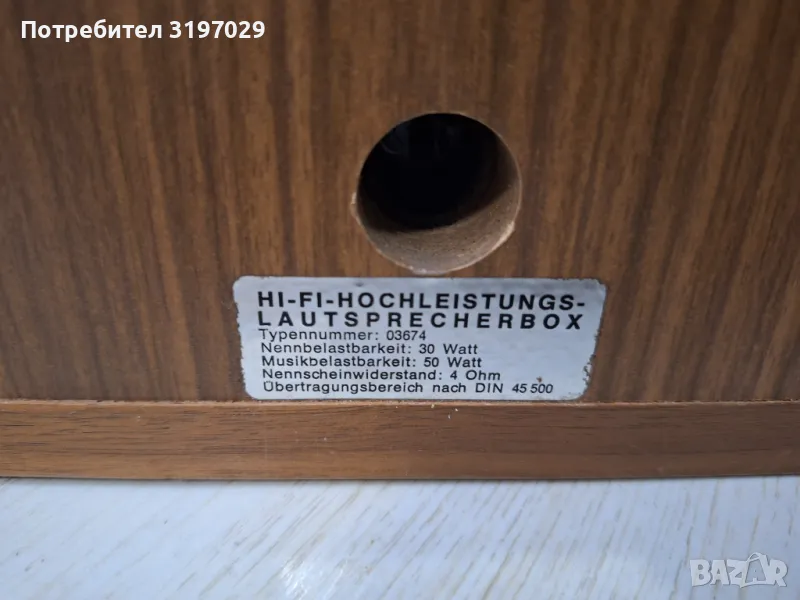 Потребител 3197029
HI-FI-HOCHLEISTUNGS-
LAUTSPRECHERBOX
Typennummer: 03674
Nennbelastbarkeit: 30 Watt
Musikbelastbarkeit: 50 Watt
Nennscheinwiderstand: 4 Ohm
Übertragungsbereich nach DIN 45 500
BAZAR